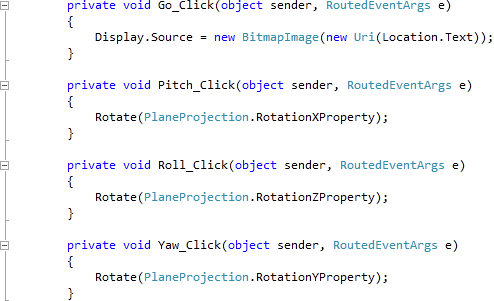 private void Go_Click(object sender, RoutedEventArgs e)
{
Display.Source = new BitmapImage(new Uri(Location.Text));
}
private void Pitch_Click(object sender, RoutedEventArgs e)
{
Rotate(PlaneProjection.RotationXProperty);
}
private void Roll_Click(object sender, RoutedEventArgs e)
{
Rotate(PlaneProjection.RotationZProperty);
}
private void Yaw_Click(object sender, RoutedEventArgs e)
{
Rotate(PlaneProjection.RotationYProperty);
}